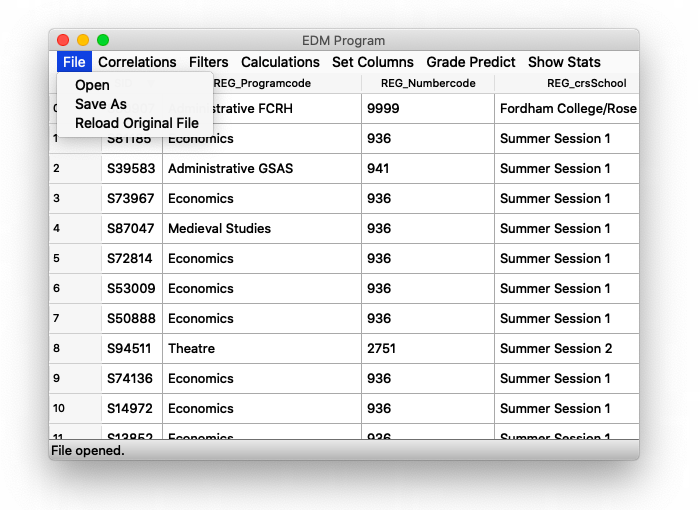 EDM Program
File Correlations Filters Calculations Set Columns Grade Predict Show Stats
Open
Save As
Reload Original File
REG_Programcode REG_Numbercode REG_crsSchool
Administrative FCRH 9999 Fordham College/Rose
1 S81185 Economics 936 Summer Session 1
2 S39583 Administrative GSAS 941 Summer Session 1
3 S73967 Economics 936 Summer Session 1
4 S87047 Medieval Studies 936 Summer Session 1
5 S72814 Economics 936 Summer Session 1
6 S53009 Economics 936 Summer Session 1
7 S50888 Economics 936 Summer Session 1
8 S94511 Theatre 2751 Summer Session 2
9 S74136 Economics 936 Summer Session 1
10 S14972 Economics 936 Summer Session 1
11 S13852 Economics 936 Summer Session 1
File opened.